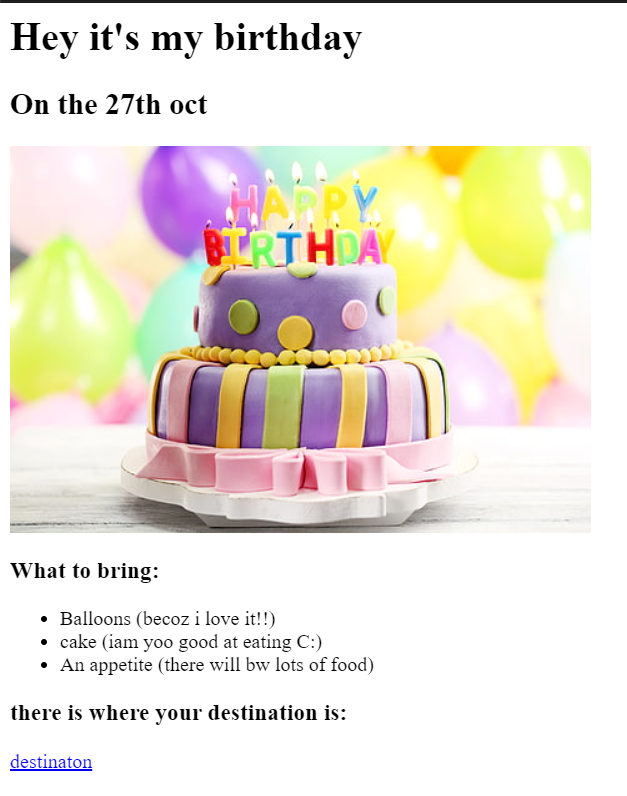 Hey it's my birthday
On the 27th oct
HAPPY
BIRTHDAY
What to bring:
Balloons (becoz i love it!!)
cake (iam yoo good at eating C:)
An appetite (there will bw lots of food)
there is where your destination is:
destinaton